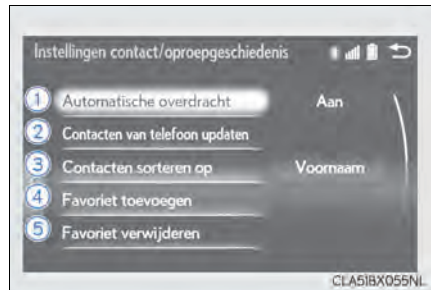 Instellingen contact/oproepgeschiedenis
1 Automatische overdracht Aan
2 Contacten van telefoon updaten
3 Contacten sorteren op Voornaam
4 Favoriet toevoegen
5 Favoriet verwijderen
CLA51BX055NL